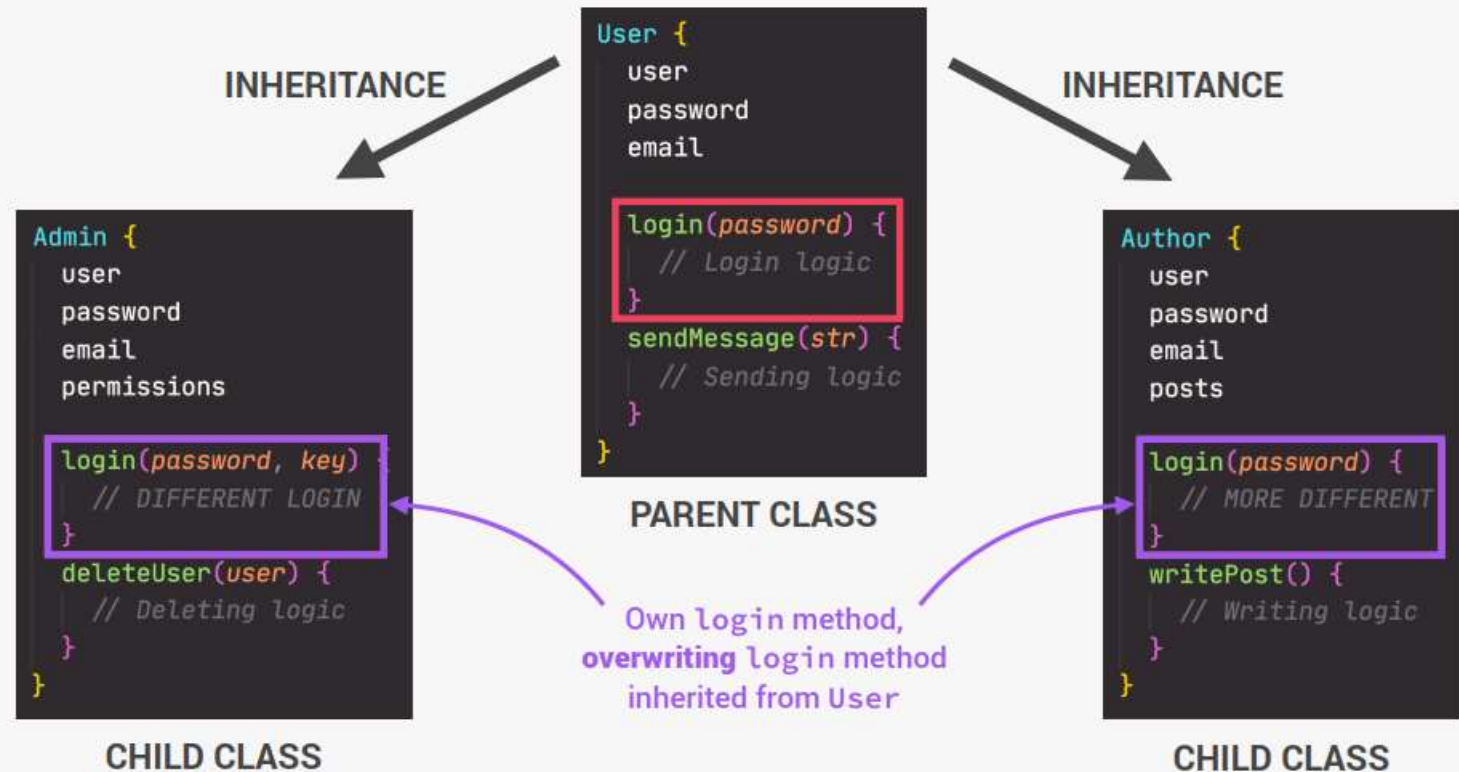 INHERITANCE
INHERITANCE
User {
user
password
email
login(password) {
// Login logic
}
sendMessage(str) {
// Sending logic
}
}
PARENT CLASS
Admin {
user
password
email
permissions
login(password, key) {
// DIFFERENT LOGIN
}
deleteUser(user) {
// Deleting logic
}
}
CHILD CLASS
Own login method,
overwriting login method
inherited from User
Author {
user
password
email
posts
login(password) {
// MORE DIFFERENT
}
writePost() {
// Writing logic
}
}
CHILD CLASS